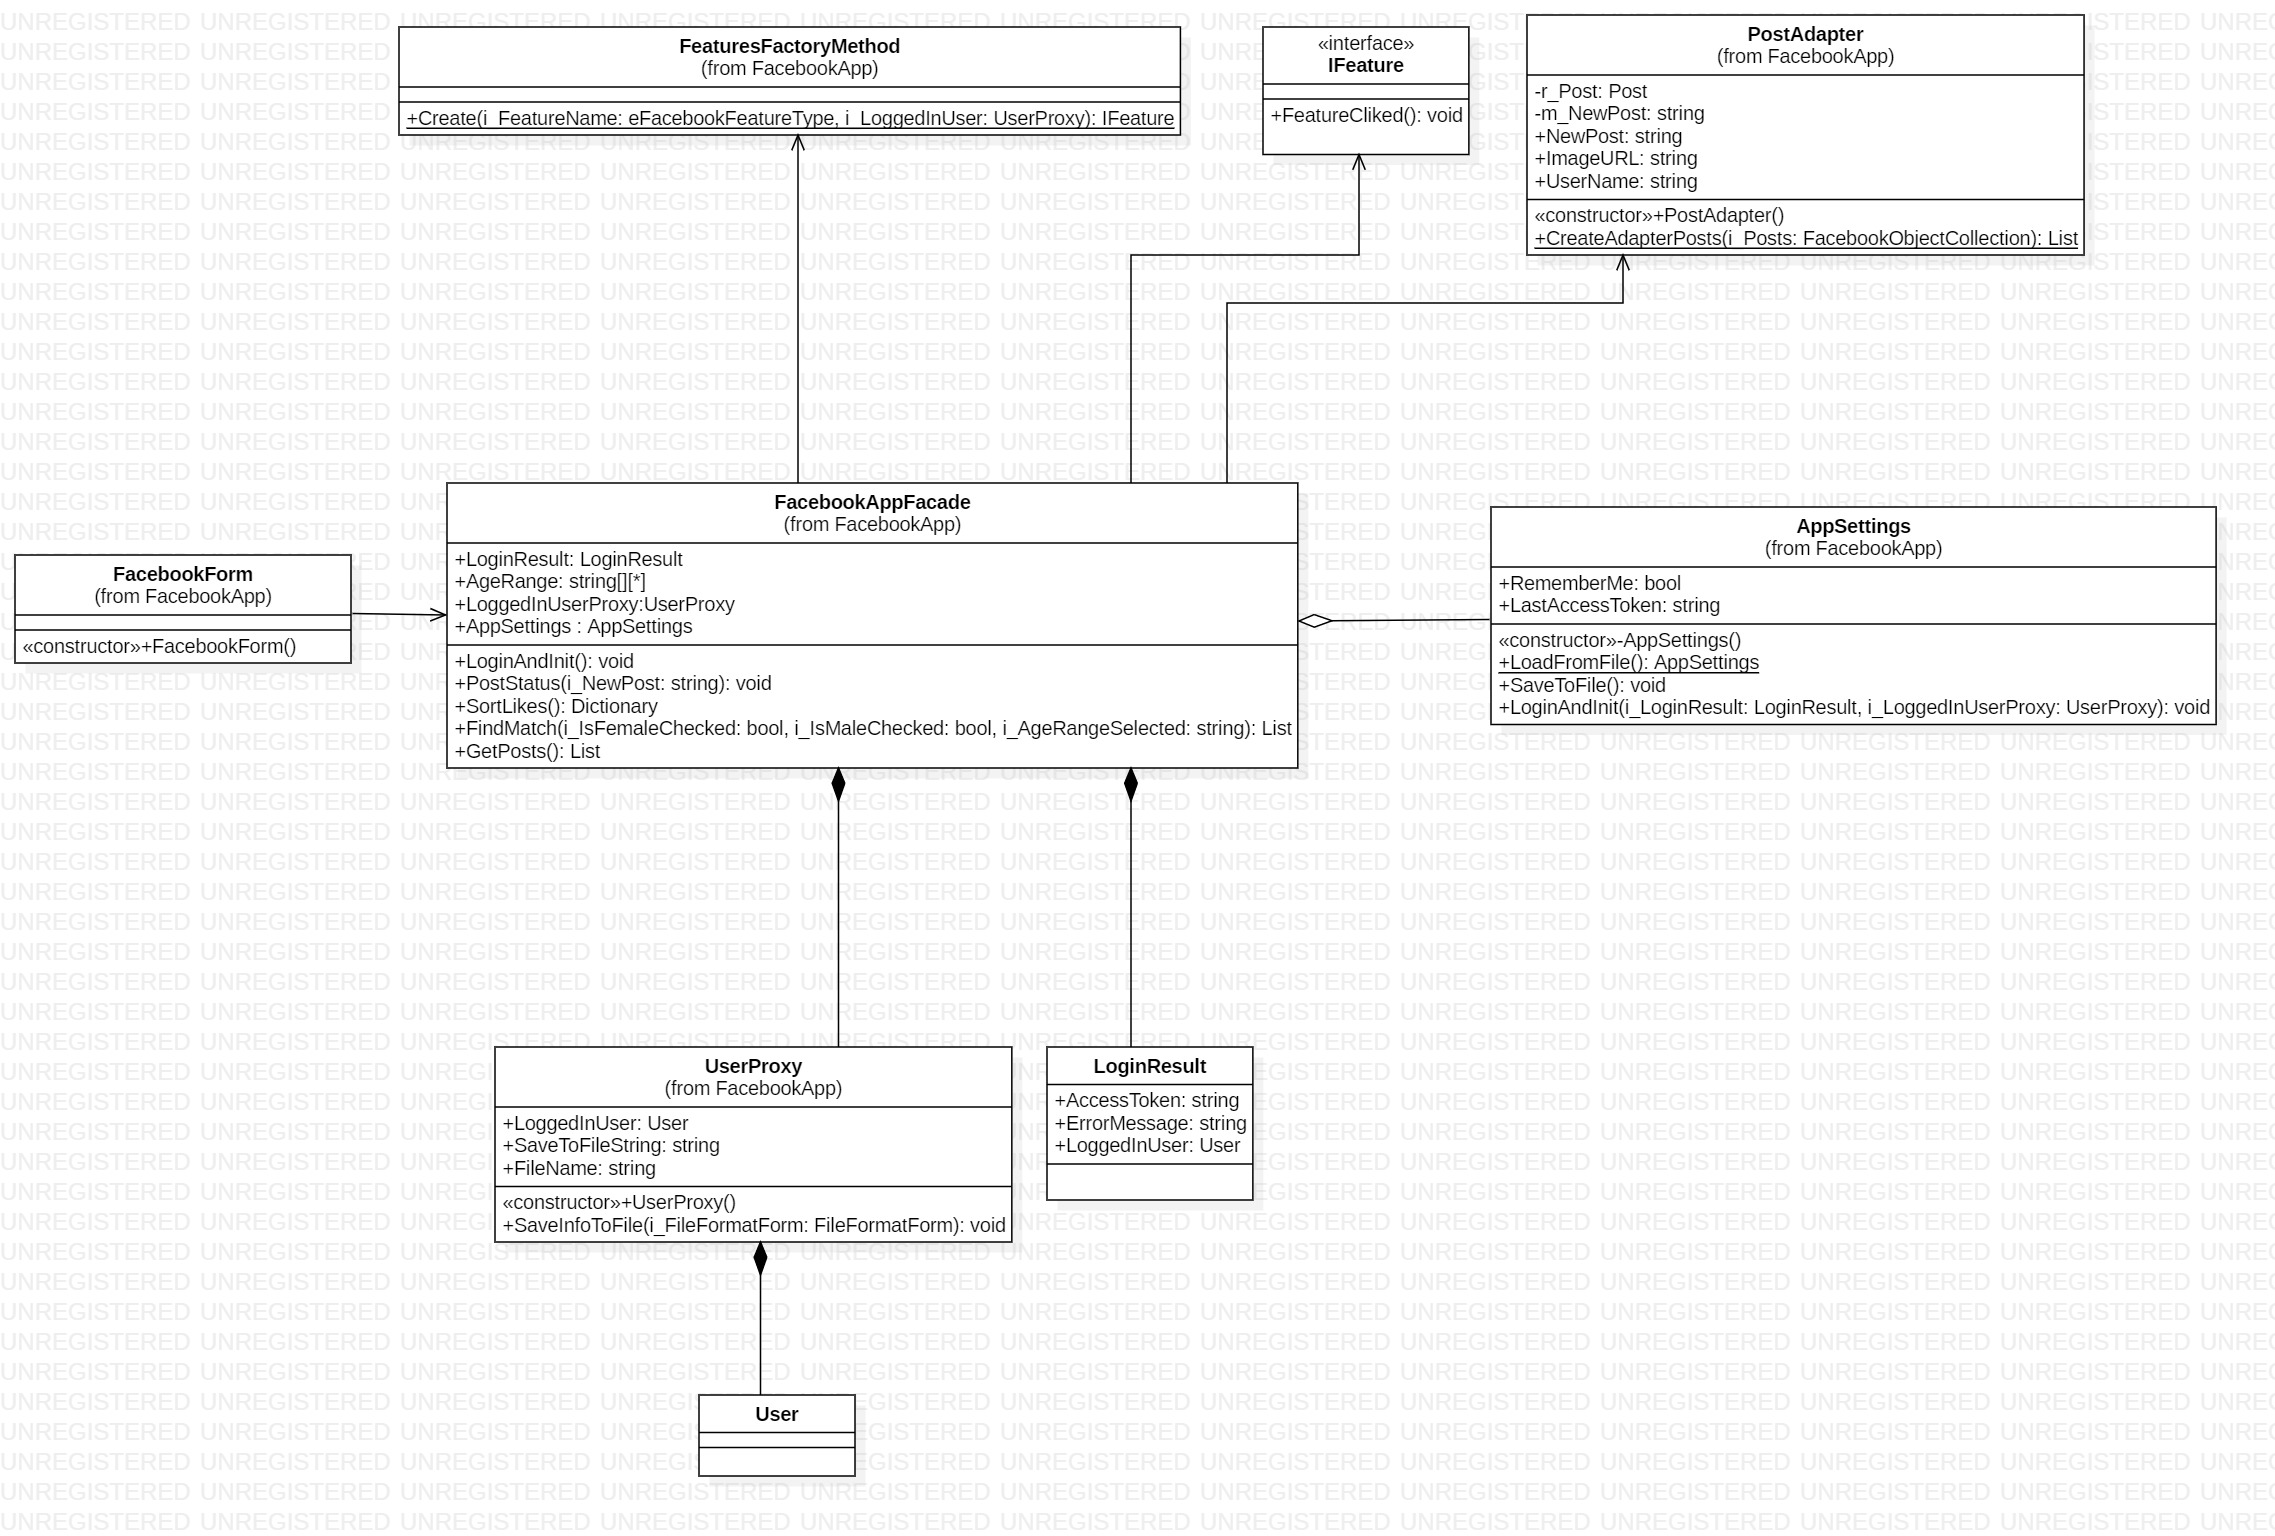 FeaturesFactoryMethod
(from FacebookApp)
+Create(i_FeatureName: eFacebookFeatureType, i_LoggedInUser: UserProxy): IFeature
«interface»
IFeature
+FeatureCliked(): void
PostAdapter
(from FacebookApp)
-r_Post: Post
-m_NewPost: string
+NewPost: string
+ImageURL: string
+UserName: string
«constructor»+PostAdapter()
+CreateAdapterPosts(i_Posts: FacebookObjectCollection): List
FacebookForm
(from FacebookApp)
«constructor»+FacebookForm()
FacebookAppFacade
(from FacebookApp)
+LoginResult: LoginResult
+AgeRange: string[][*]
+LoggedInUserProxy:UserProxy
+AppSettings : AppSettings
+LoginAndInit(): void
+PostStatus(i_NewPost: string): void
+SortLikes(): Dictionary
+FindMatch(i_IsFemaleChecked: bool, i_IsMaleChecked: bool, i_AgeRangeSelected: string): List
+GetPosts(): List
AppSettings
(from FacebookApp)
+RememberMe: bool
+LastAccessToken: string
«constructor»-AppSettings()
+LoadFromFile(): AppSettings
+SaveToFile(): void
+LoginAndInit(i_LoginResult: LoginResult, i_LoggedInUserProxy: UserProxy): void
UserProxy
(from FacebookApp)
+LoggedInUser: User
+SaveToFileString: string
+FileName: string
«constructor»+UserProxy()
+SaveInfoToFile(i_FileFormatForm: FileFormatForm): void
LoginResult
+AccessToken: string
+ErrorMessage: string
+LoggedInUser: User
User
UNREGISTERED